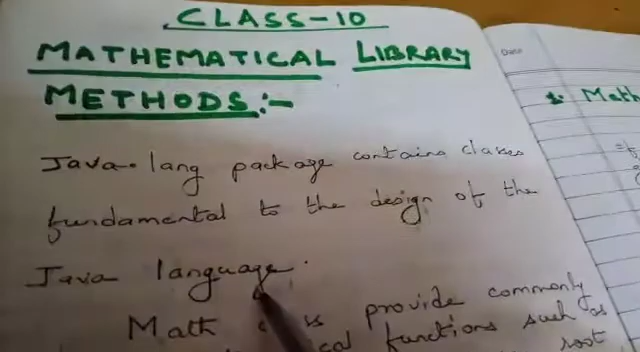 CLASS-10
MATHEMATICAL LIBRARY
METHODS:-
Java.lang package contains classes
fundamental to the design of the
Java language.
Math provide commonly
functions such as
root
Date
Math